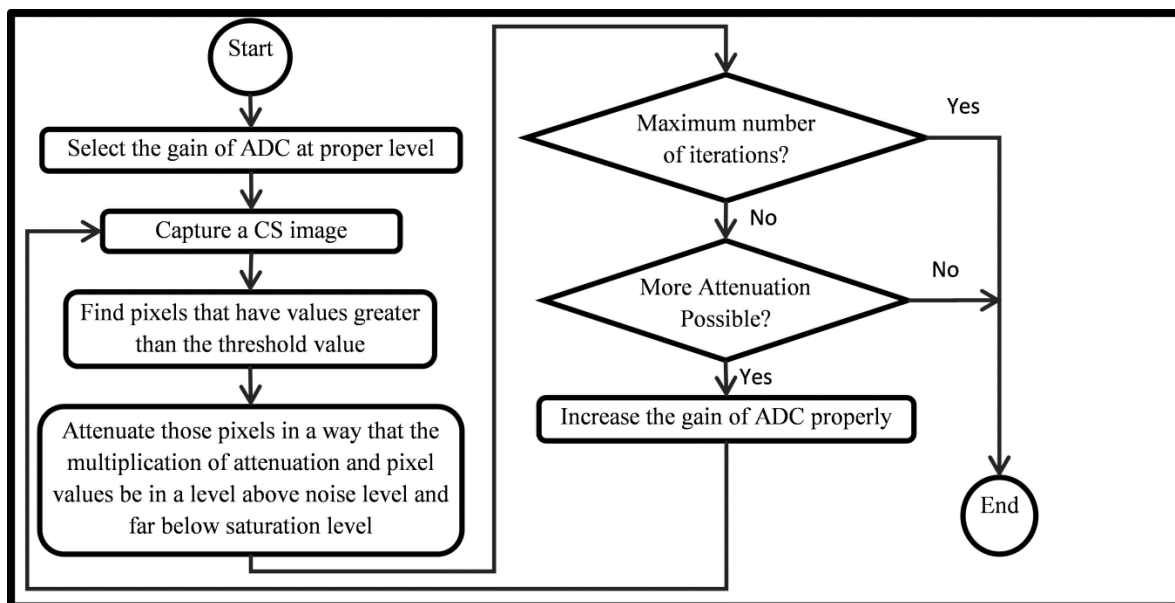 Start
Select the gain of ADC at proper level
Capture a CS image
Find pixels that have values greater
than the threshold value
Attenuate those pixels in a way that the
multiplication of attenuation and pixel
values be in a level above noise level and
far below saturation level
Maximum number
of iterations?
Yes
No
More Attenuation
Possible?
No
Yes
Increase the gain of ADC properly
End